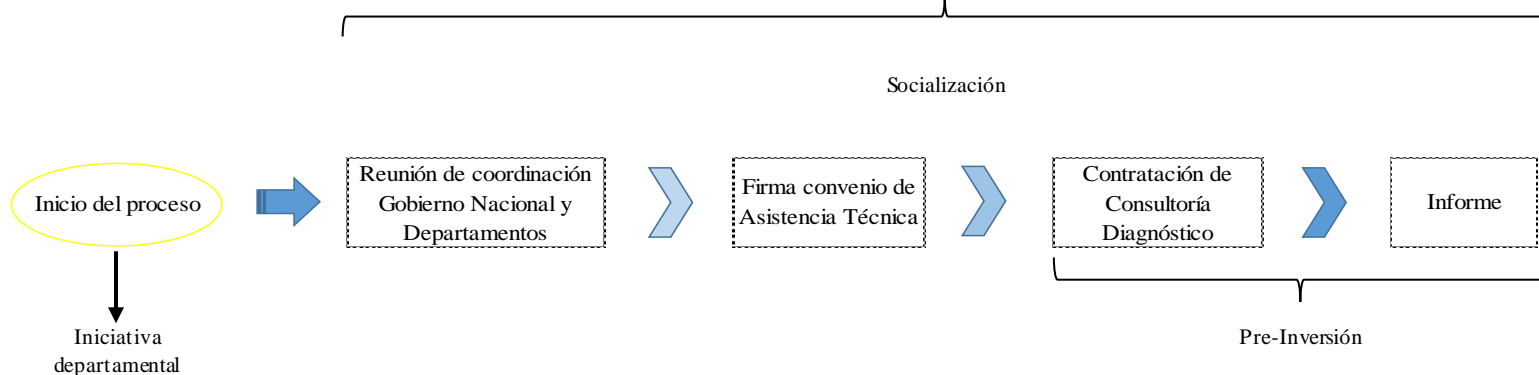 Socialización
Inicio del proceso
Reunión de coordinación
Gobierno Nacional y
Departamentos
Firma convenio de
Asistencia Técnica
Contratación de
Consultoría
Diagnóstico
Informe
Iniciativa
departamental
Pre-Inversión